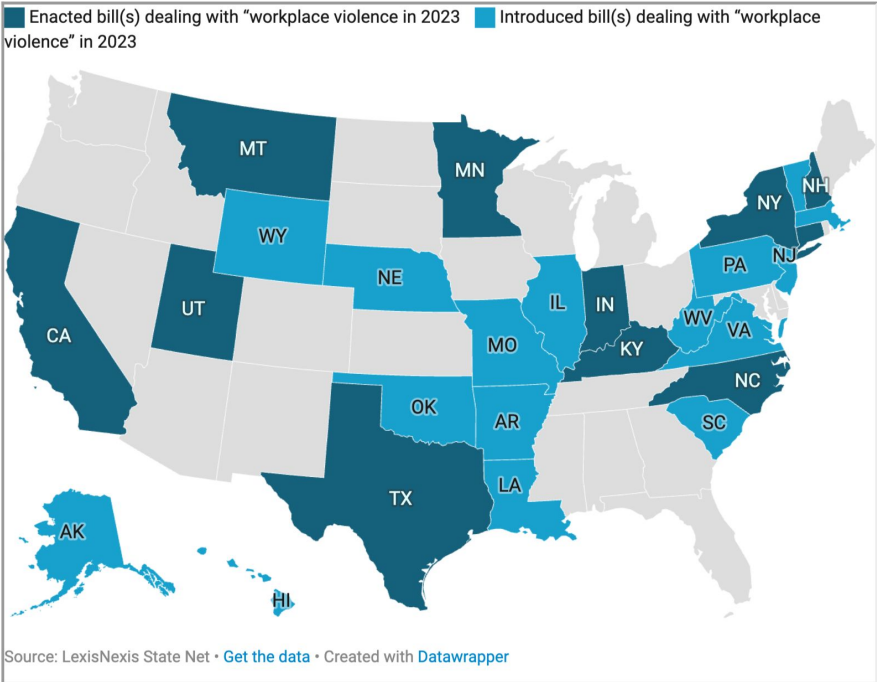 Enacted bill(s) dealing with “workplace violence in 2023 Introduced bill(s) dealing with “workplace
violence” in 2023
MT
MN
NH
NY
WY
NJ
PA
NE
IL
IN
UT
WV
VA
CA
MO
KY
NC
OK
AR
SC
LA
TX
AK
HI
Source: LexisNexis State Net • Get the data • Created with Datawrapper